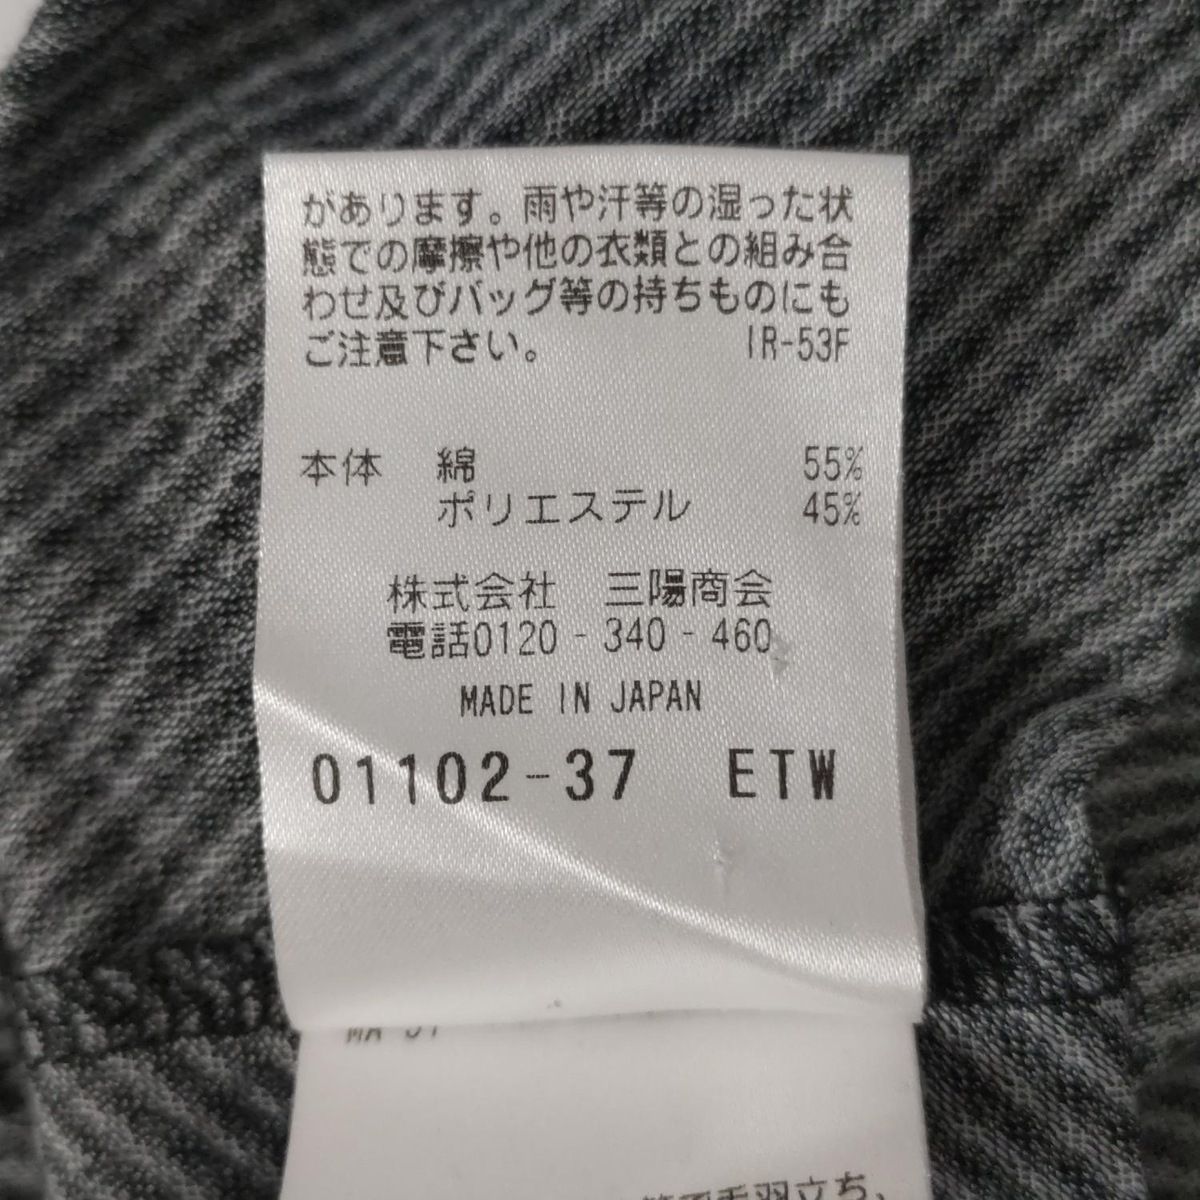 があります。雨や汗等の湿った状
態での摩擦や他の衣類との組み合
わせ及びバッグ等の持ちものにも
ご注意下さい。 IR-53F
本体 綿 55%
ポリエステル 45%
株式会社 三陽商会
電話0120-340-460
MADE IN JAPAN
01102-37 ETW
毛羽立ち、